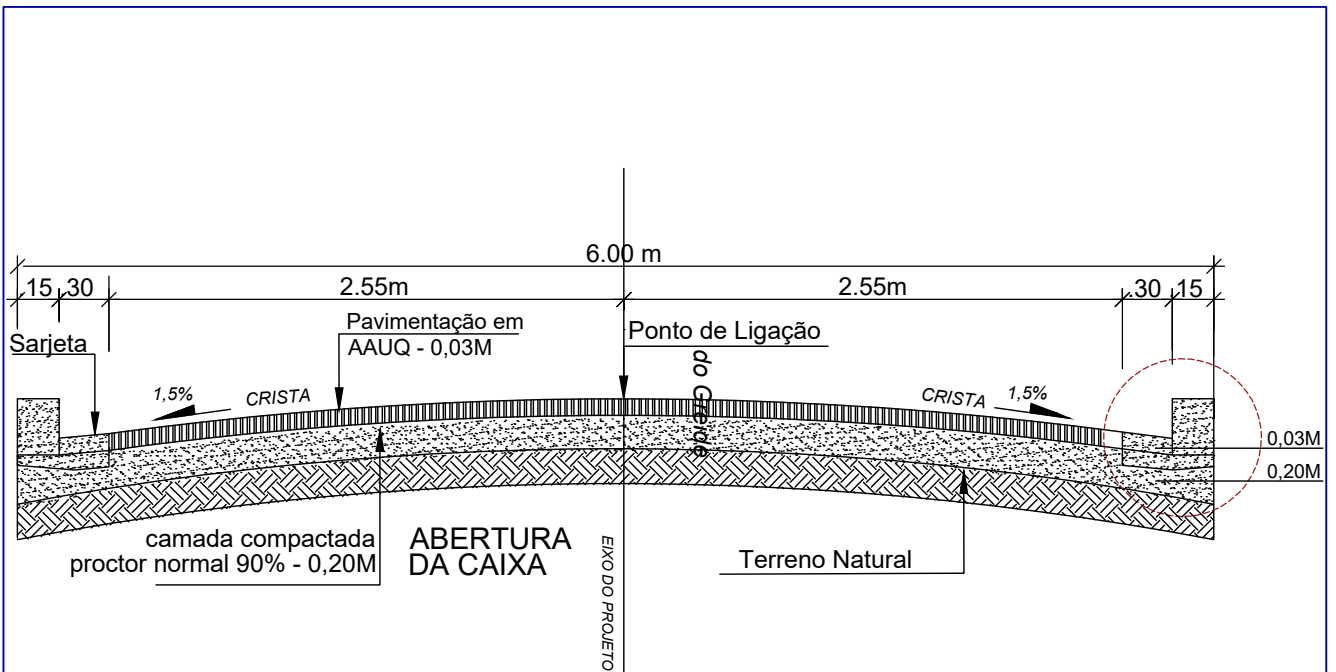 6.00 m
.15 .30 2.55m 2.55m .30 .15
Sarjeta
Pavimentação em
AAUQ - 0,03M
Ponto de Ligação
do Greide
1,5% CRISTA
CRISTA 1,5%
0,03M
0,20M
camada compactada
proctor normal 90% - 0,20M
ABERTURA
DA CAIXA
EIXO DO PROJETO
Terreno Natural